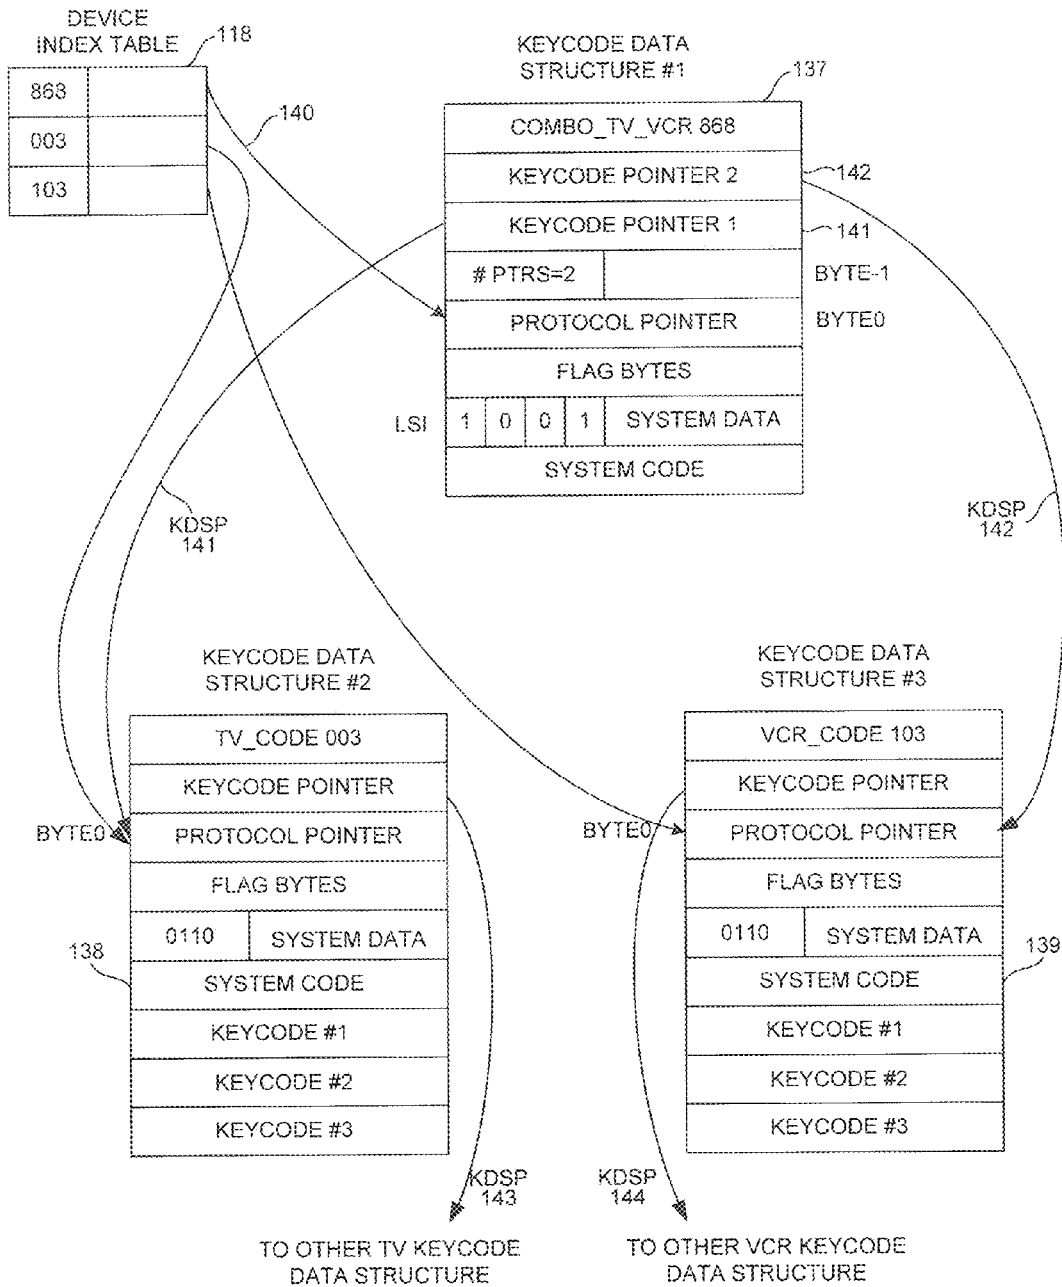 DEVICE
INDEX TABLE
118
868
003
103
140
KEYCODE DATA
STRUCTURE #1
137
COMBO_TV_VCR 868
KEYCODE POINTER 2
142
KEYCODE POINTER 1
141
# PTRS=2
BYTE-1
PROTOCOL POINTER
BYTE0
FLAG BYTES
LSI
1 0 0 1 SYSTEM DATA
SYSTEM CODE
KDSP
141
KDSP
142
KEYCODE DATA
STRUCTURE #2
TV_CODE 003
KEYCODE POINTER
BYTE0
PROTOCOL POINTER
FLAG BYTES
0110 SYSTEM DATA
138
SYSTEM CODE
KEYCODE #1
KEYCODE #2
KEYCODE #3
KDSP
143
TO OTHER TV KEYCODE
DATA STRUCTURE
KEYCODE DATA
STRUCTURE #3
VCR_CODE 103
KEYCODE POINTER
BYTE0
PROTOCOL POINTER
FLAG BYTES
0110 SYSTEM DATA
139
SYSTEM CODE
KEYCODE #1
KEYCODE #2
KEYCODE #3
KDSP
144
TO OTHER VCR KEYCODE
DATA STRUCTURE